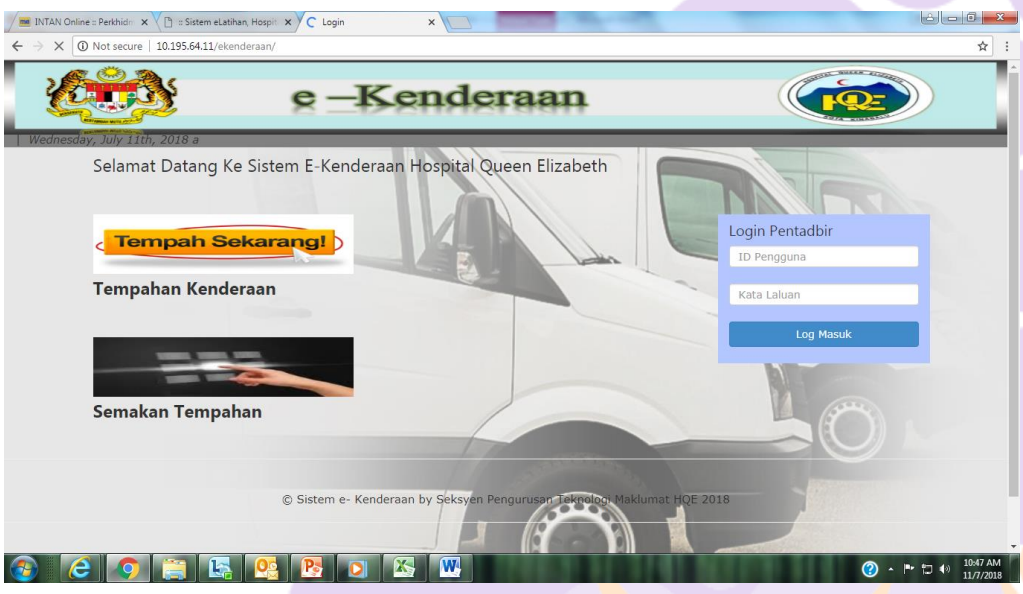 INTAN Online :: Perkhidm
:: Sistem eLatihan, Hospit
Login
Not secure | 10.195.64.11/ekenderaan/
e –Kenderaan
HQE
| Wednesday, July 11th, 2018 a
Selamat Datang Ke Sistem E-Kenderaan Hospital Queen Elizabeth
Tempah Sekarang!
Login Pentadbir
ID Pengguna
Tempahan Kenderaan
Kata Laluan
Log Masuk
Semakan Tempahan
© Sistem e- Kenderaan by Seksyen Pengurusan Teknologi Maklumat HQE 2018
10:47 AM
11/7/2018